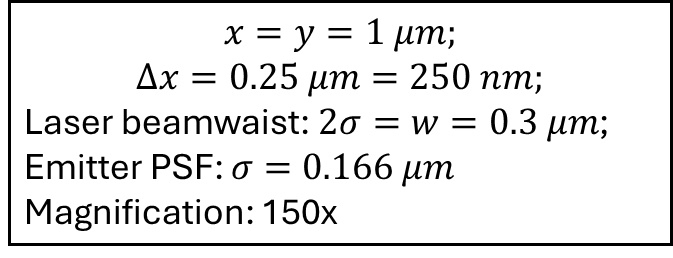 x = y = 1 μm;
Δx = 0.25 μm = 250 nm;
Laser beamwaist: 2σ = w = 0.3 μm;
Emitter PSF: σ = 0.166 μm
Magnification: 150x